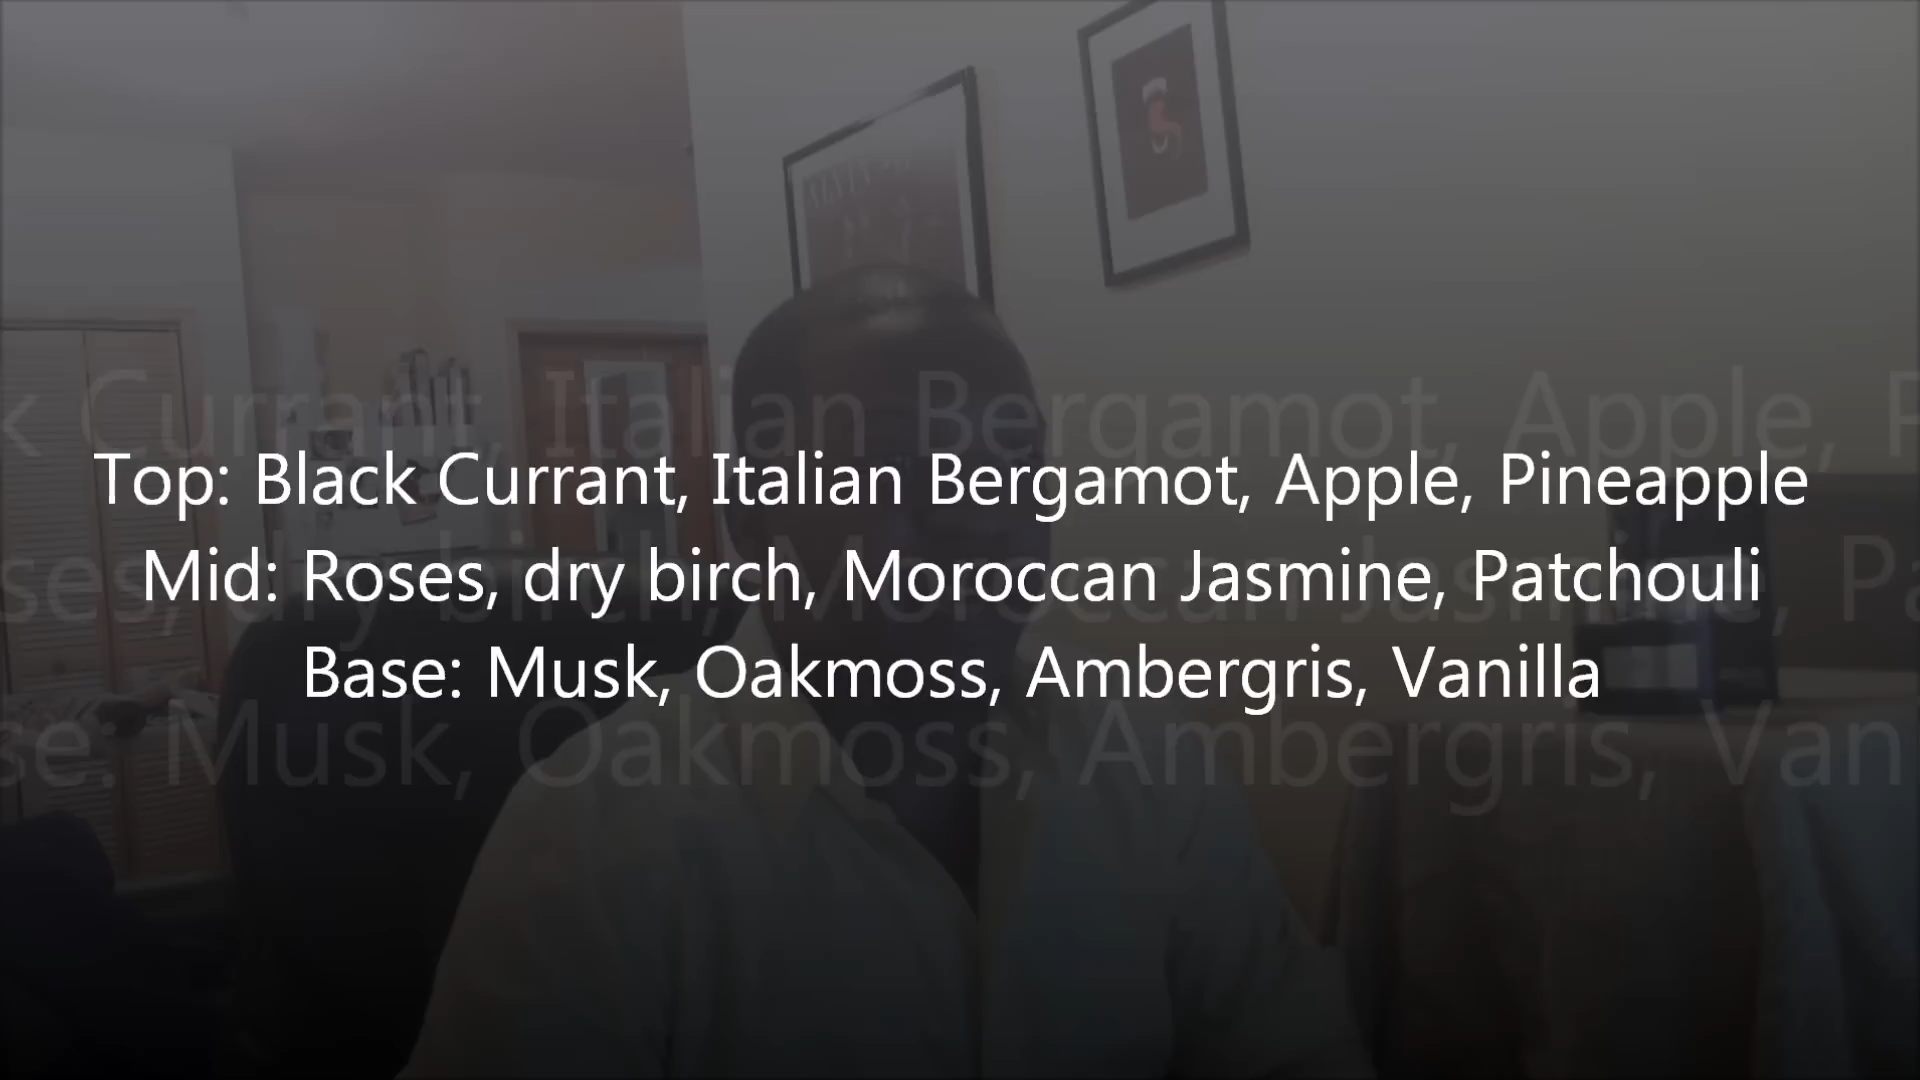 Top: Black Currant, Italian Bergamot, Apple, Pineapple
Mid: Roses, dry birch, Moroccan Jasmine, Patchouli
Base: Musk, Oakmoss, Ambergris, Vanilla